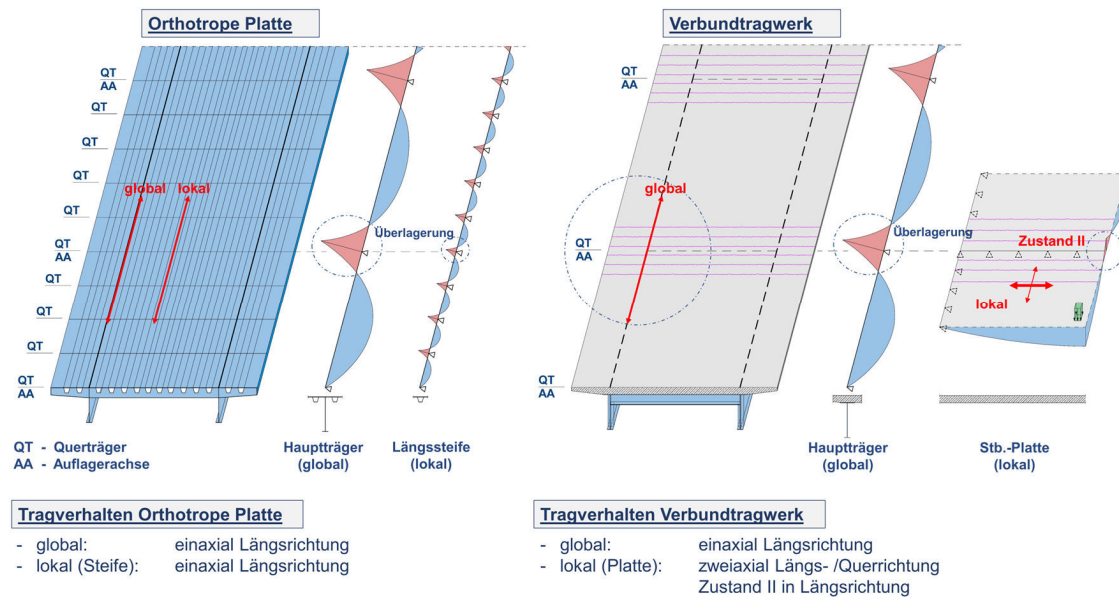 Orthotrope Platte
Verbundtragwerk
QT
AA
QT
QT
QT
QT
QT
AA
QT
QT
QT
QT
AA
global
lokal
Überlagerung
QT
AA
QT
AA
QT
AA
global
Überlagerung
Zustand II
lokal
QT - Querträger
AA - Auflagerachse
Hauptträger
(global)
Längssteife
(lokal)
Hauptträger
(global)
Stb.-Platte
(lokal)
Tragverhalten Orthotrope Platte
- global: einaxial Längsrichtung
- lokal (Steife): einaxial Längsrichtung
Tragverhalten Verbundtragwerk
- global: einaxial Längsrichtung
- lokal (Platte): zweiaxial Längs- /Querrichtung
Zustand II in Längsrichtung